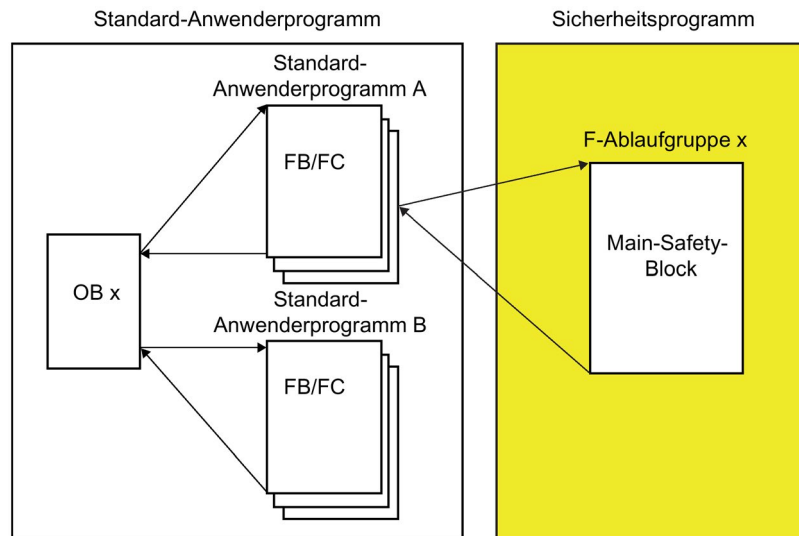 Standard-Anwenderprogramm
Sicherheitsprogramm
Standard-
Anwenderprogramm A
FB/FC
F-Ablaufgruppe x
Main-Safety-
Block
OB x
Standard-
Anwenderprogramm B
FB/FC